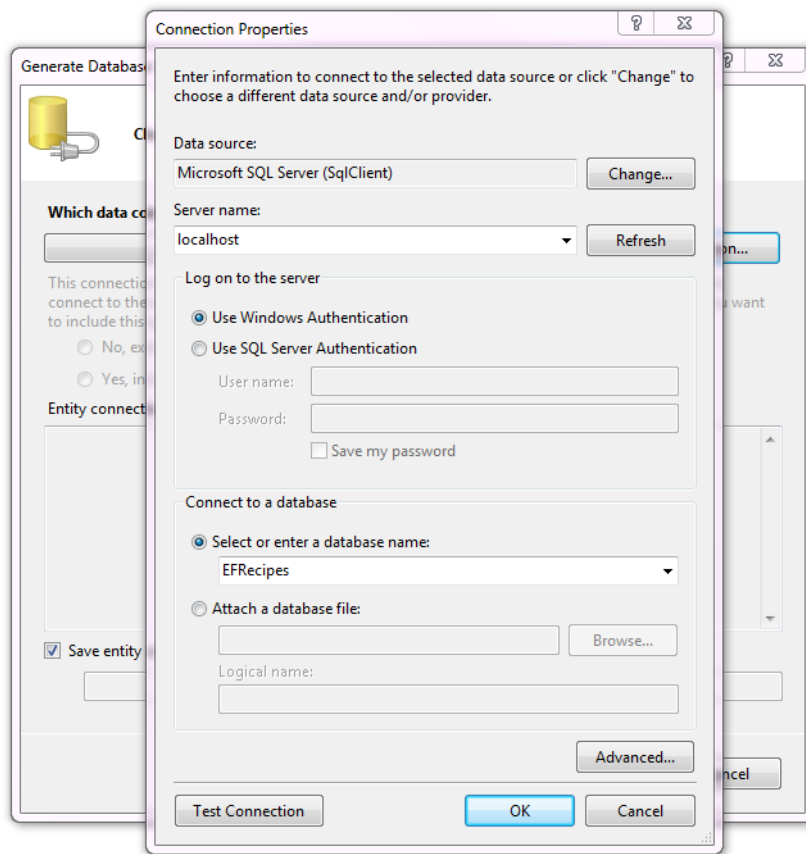 Connection Properties
Generate Databas
Enter information to connect to the selected data source or click "Change" to
choose a different data source and/or provider.
Data source:
Microsoft SQL Server (SqlClient)
Change...
Which data co
Server name:
localhost
Refresh
on...
This connectio
connect to the
u want
to include this
Log on to the server
Use Windows Authentication
No, ex
Use SQL Server Authentication
Yes, in
User name:
Entity connect
Password:
Save my password
Connect to a database
Select or enter a database name:
EFRecipes
Attach a database file:
Browse...
Save entity
Logical name:
Advanced...
ncel
Test Connection
OK
Cancel